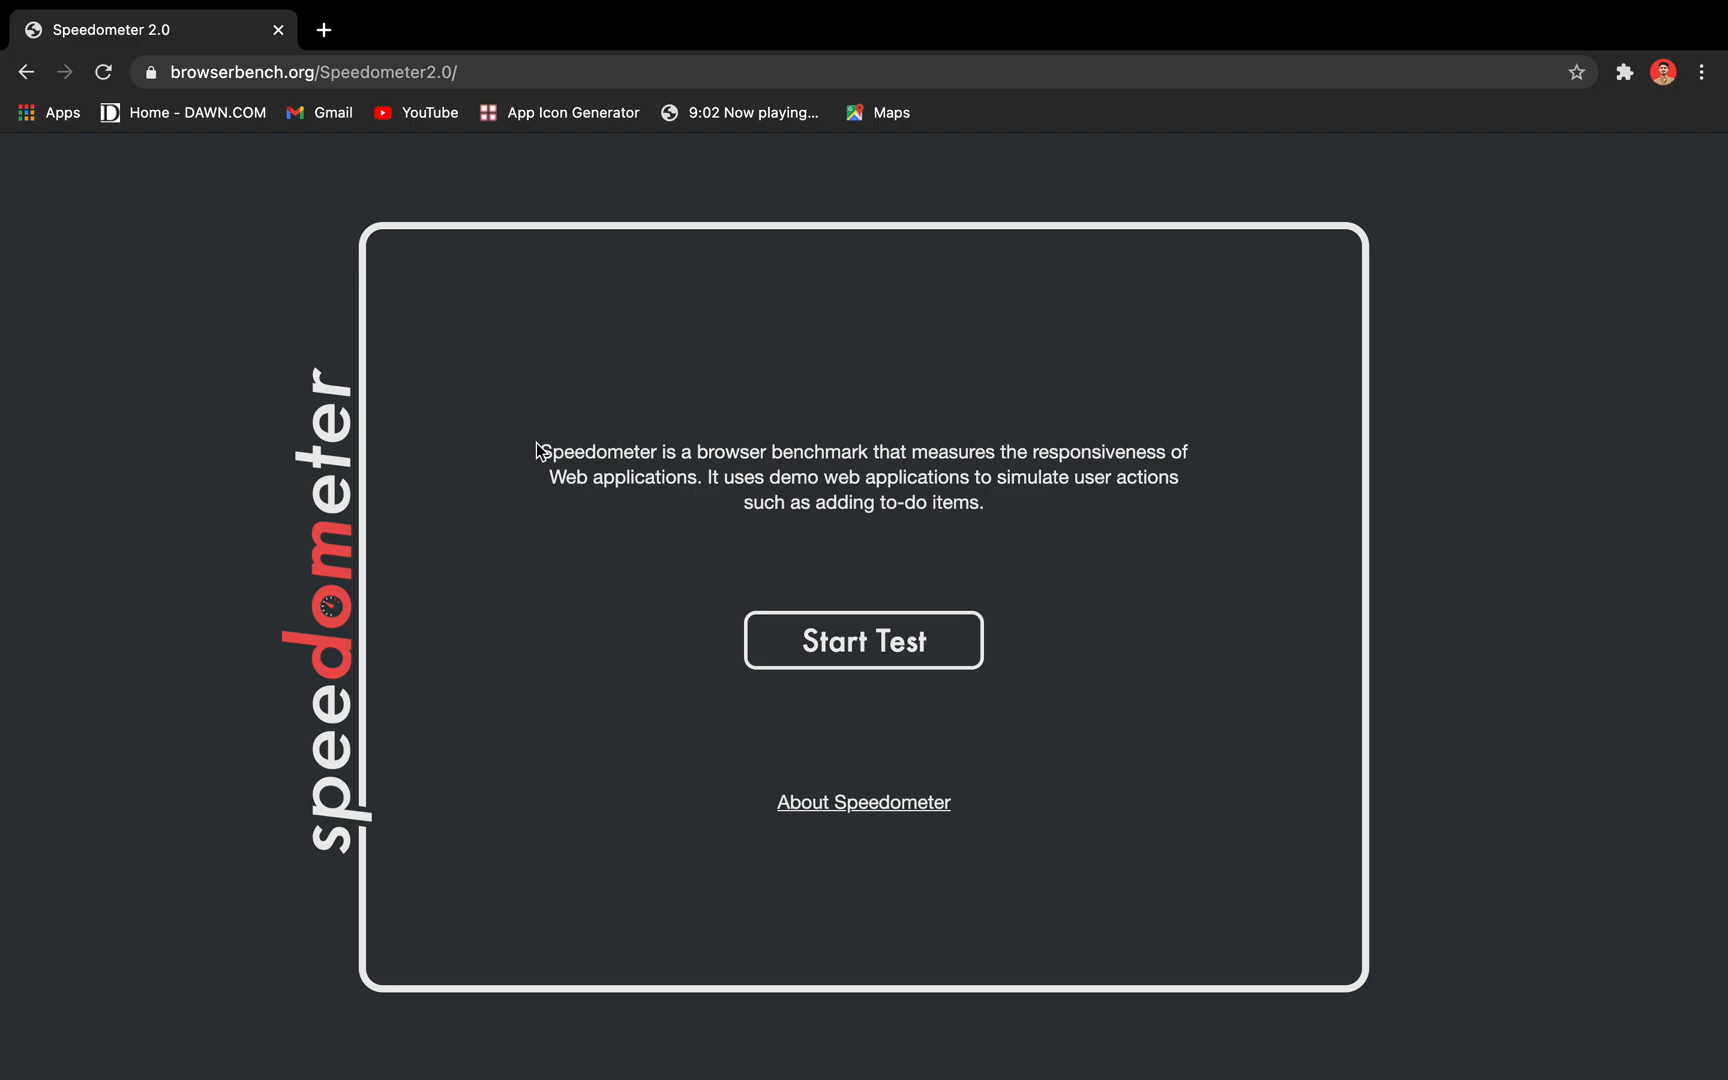 Speedometer 2.0
browserbench.org/Speedometer2.0/
Apps
Home - DAWN.COM
Gmail
YouTube
App Icon Generator
9:02 Now playing...
Maps
speedometer
Speedometer is a browser benchmark that measures the responsiveness of
Web applications. It uses demo web applications to simulate user actions
such as adding to-do items.
Start Test
About Speedometer